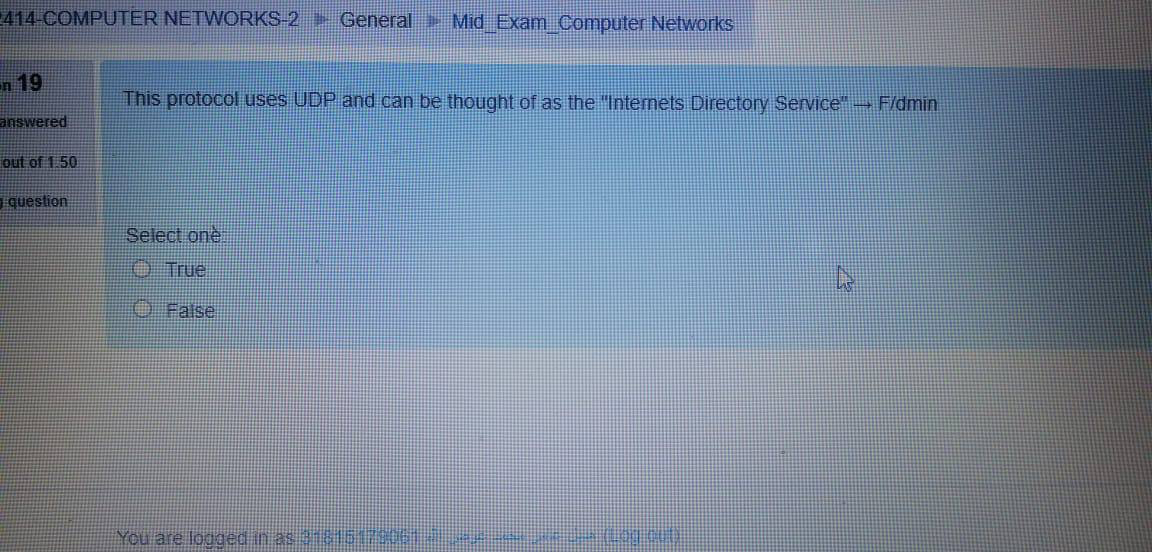 414-COMPUTER NETWORKS-2 ► General ► Mid_Exam_Computer Networks
n 19
answered
out of 1.50
question
This protocol uses UDP and can be thought of as the "Internets Directory Service" → F/dmin
Select one:
True
False
You are logged in as 31815179061 (Log out)